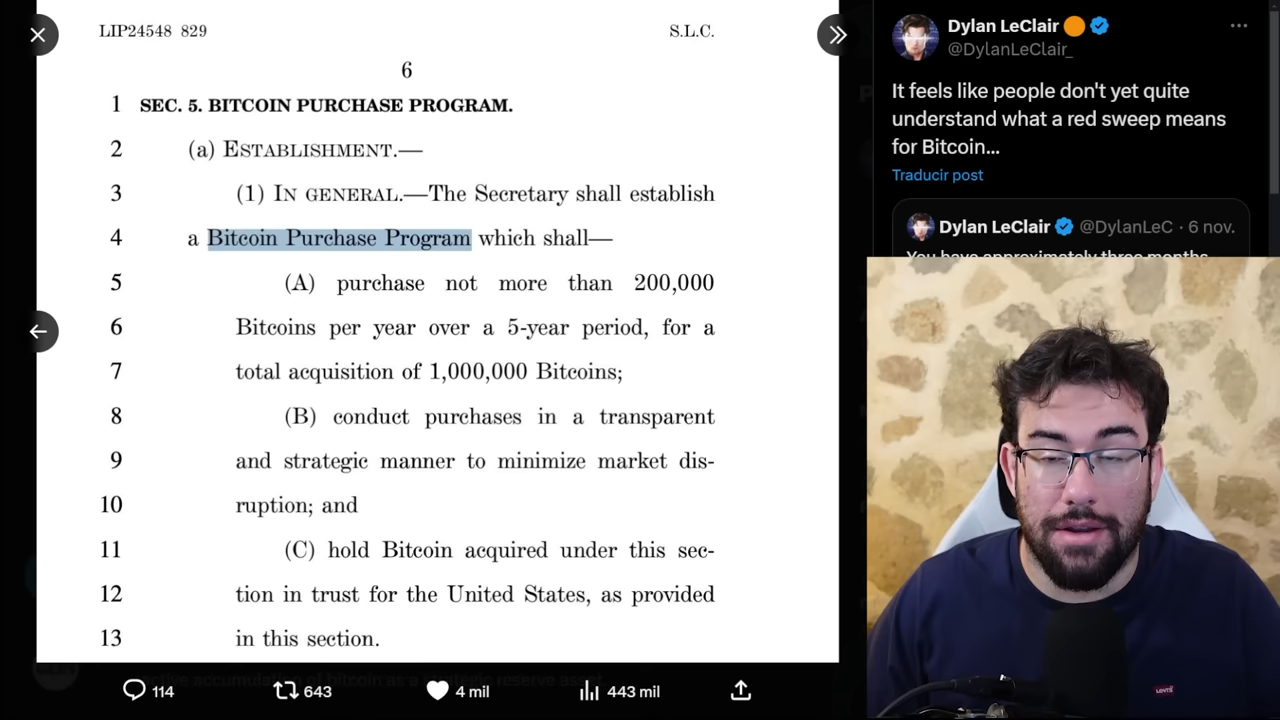 LIP24548 829 S.L.C.
6
1 SEC. 5. BITCOIN PURCHASE PROGRAM.
2 (a) ESTABLISHMENT.—
3 (1) IN GENERAL.—The Secretary shall establish
4 a Bitcoin Purchase Program which shall—
5 (A) purchase not more than 200,000
6 Bitcoins per year over a 5-year period, for a
7 total acquisition of 1,000,000 Bitcoins;
8 (B) conduct purchases in a transparent
9 and strategic manner to minimize market dis-
10 ruption; and
11 (C) hold Bitcoin acquired under this sec-
12 tion in trust for the United States, as provided
13 in this section.
114 643 4 mil 443 mil
Dylan LeClair
@DylanLeClair_
It feels like people don't yet quite
understand what a red sweep means
for Bitcoin...
Traducir post
Dylan LeClair @DylanLeC · 6 nov.
You have approximately three months
Levi's